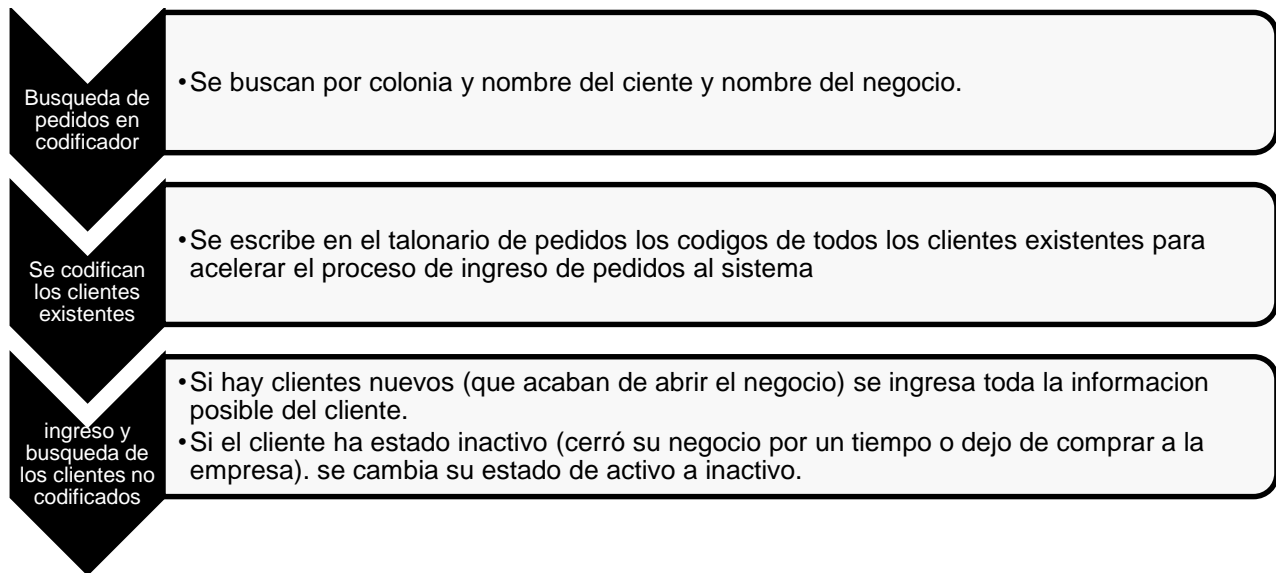 Busqueda de
pedidos en
codificador
•Se buscan por colonia y nombre del ciente y nombre del negocio.
Se codifican
los clientes
existentes
•Se escribe en el talonario de pedidos los codigos de todos los clientes existentes para
acelerar el proceso de ingreso de pedidos al sistema
ingreso y
busqueda de
los clientes no
codificados
•Si hay clientes nuevos (que acaban de abrir el negocio) se ingresa toda la informacion
posible del cliente.
•Si el cliente ha estado inactivo (cerró su negocio por un tiempo o dejo de comprar a la
empresa). se cambia su estado de activo a inactivo.